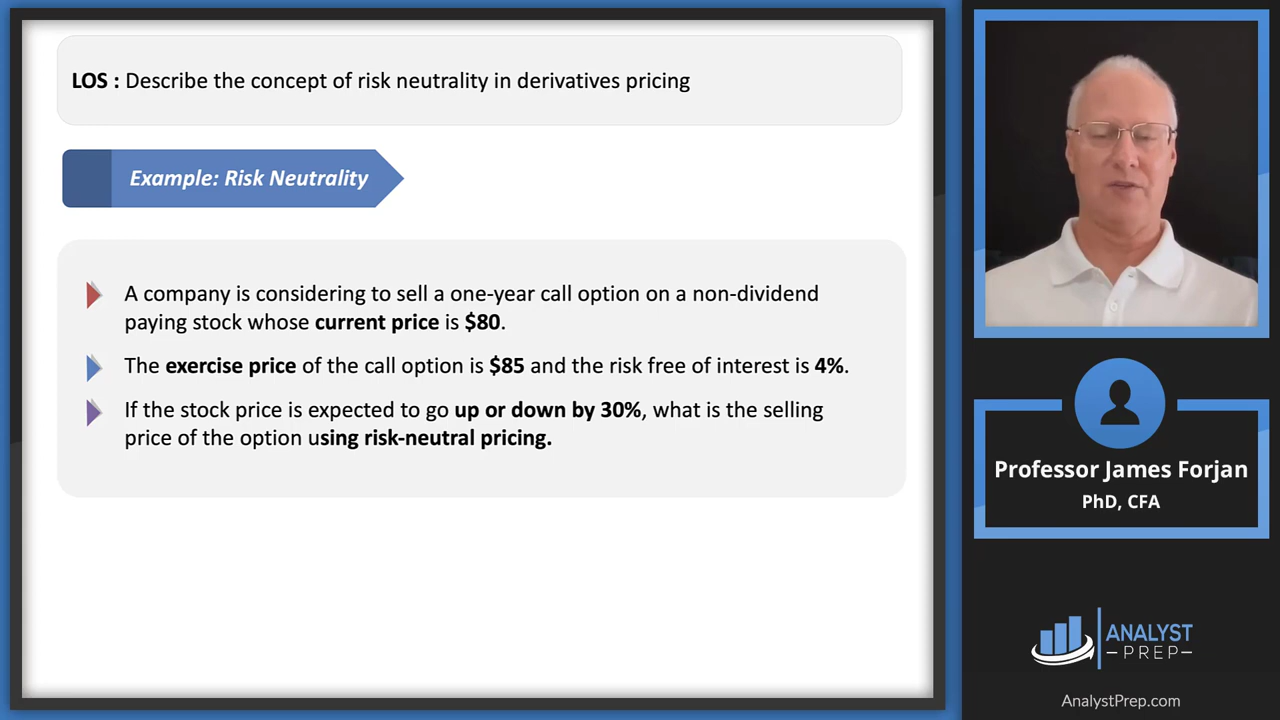 LOS : Describe the concept of risk neutrality in derivatives pricing
Example: Risk Neutrality
A company is considering to sell a one-year call option on a non-dividend
paying stock whose current price is $80.
The exercise price of the call option is $85 and the risk free of interest is 4%.
If the stock price is expected to go up or down by 30%, what is the selling
price of the option using risk-neutral pricing.
Professor James Forjan
PhD, CFA
ANALYST
PREP
AnalystPrep.com